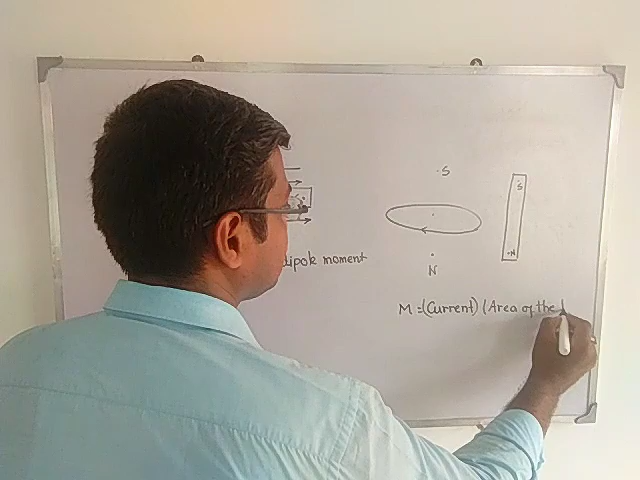 ·S
S
·N
N
dipole moment
M = (Current) (Area of the